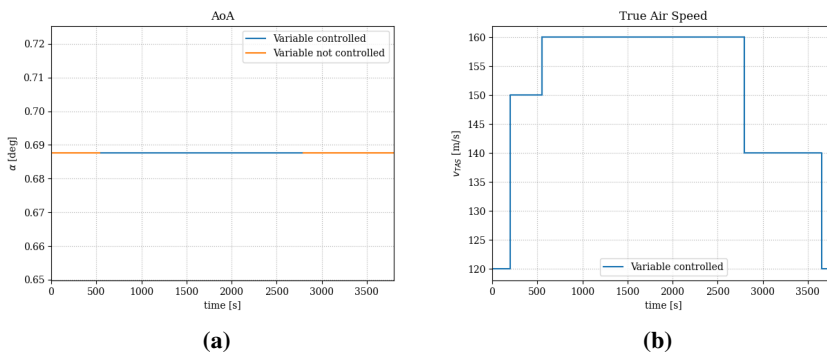 AoA
0.72
0.71
0.70
0.69
0.68
0.67
0.66
0.65
α [deg]
Variable controlled
Variable not controlled
0 500 1000 1500 2000 2500 3000 3500
time [s]
(a)
True Air Speed
160
155
150
145
140
135
130
125
120
vTAS [m/s]
Variable controlled
0 500 1000 1500 2000 2500 3000 3500
time [s]
(b)